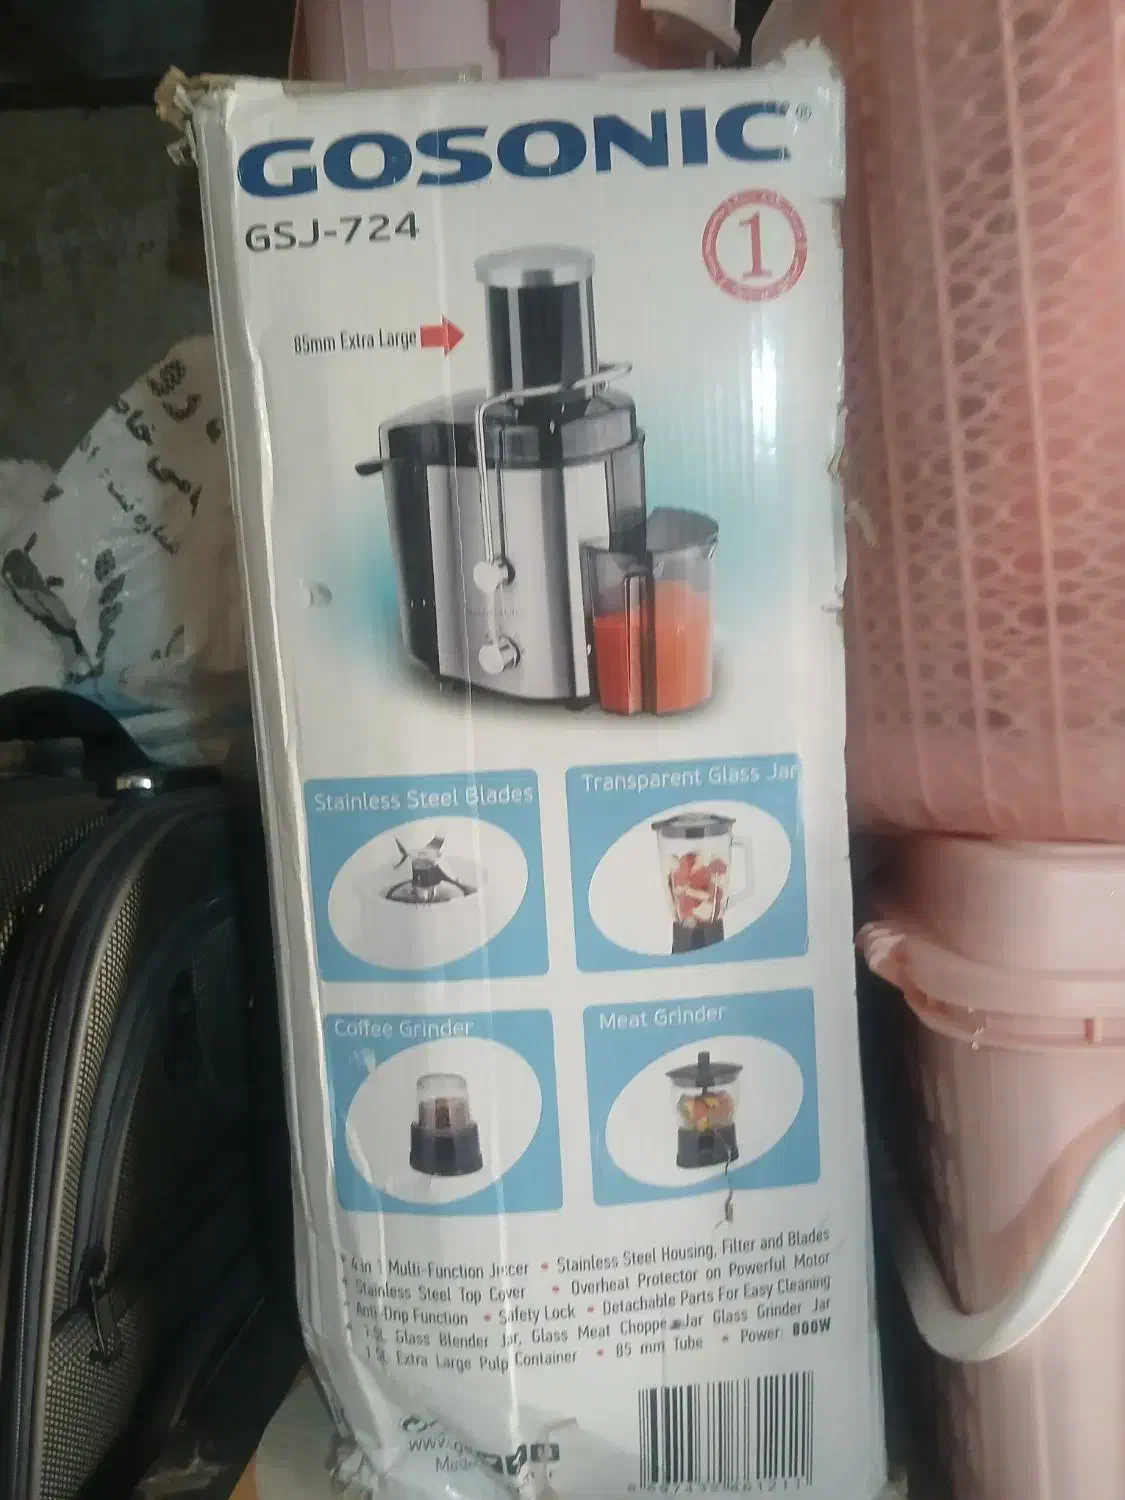 GOSONIC®
GSJ-724
1
85mm Extra Large
Stainless Steel Blades
Transparent Glass Jar
Coffee Grinder
Meat Grinder
• 4 in 1 Multi-Function Juicer • Stainless Steel Housing, Filter and Blades
• Stainless Steel Top Cover • Overheat Protector on Powerful Motor
• Anti-Drip Function • Safety Lock • Detachable Parts For Easy Cleaning
Glass Blender Jar, Glass Meat Chopper Jar Glass Grinder Jar
Extra Large Pulp Container • 85 mm Tube • Power: 800W